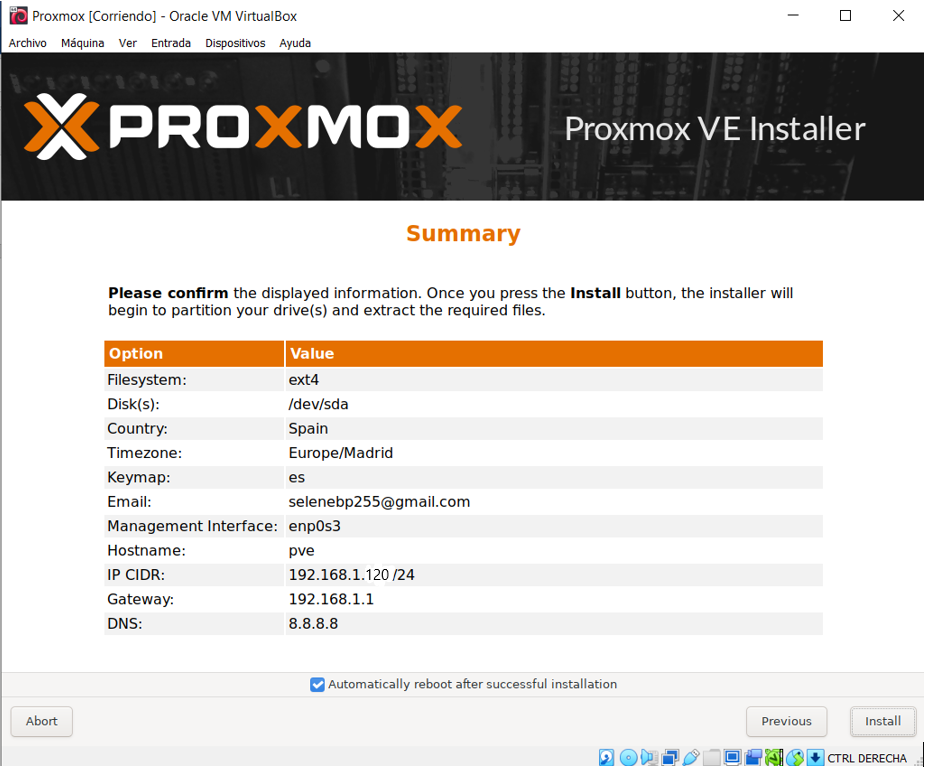 Proxmox [Corriendo] - Oracle VM VirtualBox
Archivo Máquina Ver Entrada Dispositivos Ayuda
PROXMOX Proxmox VE Installer
Summary
Please confirm the displayed information. Once you press the Install button, the installer will
begin to partition your drive(s) and extract the required files.
Option Value
Filesystem: ext4
Disk(s): /dev/sda
Country: Spain
Timezone: Europe/Madrid
Keymap: es
Email: selenebp255@gmail.com
Management Interface: enp0s3
Hostname: pve
IP CIDR: 192.168.1.120 /24
Gateway: 192.168.1.1
DNS: 8.8.8.8
Automatically reboot after successful installation
Abort Previous Install
CTRL DERECHA